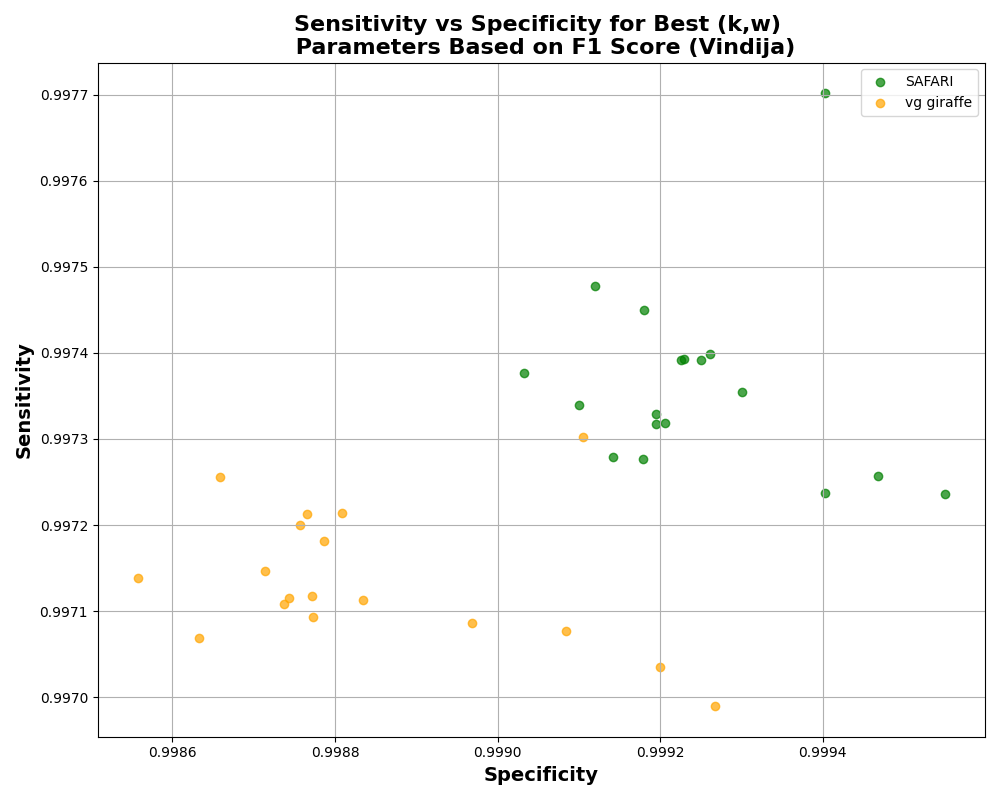 Sensitivity vs Specificity for Best (k,w)
Parameters Based on F1 Score (Vindija)
SAFARI
vg giraffe
0.9977
0.9976
0.9975
0.9974
0.9973
0.9972
0.9971
0.9970
Sensitivity
0.9986
0.9988
0.9990
0.9992
0.9994
Specificity